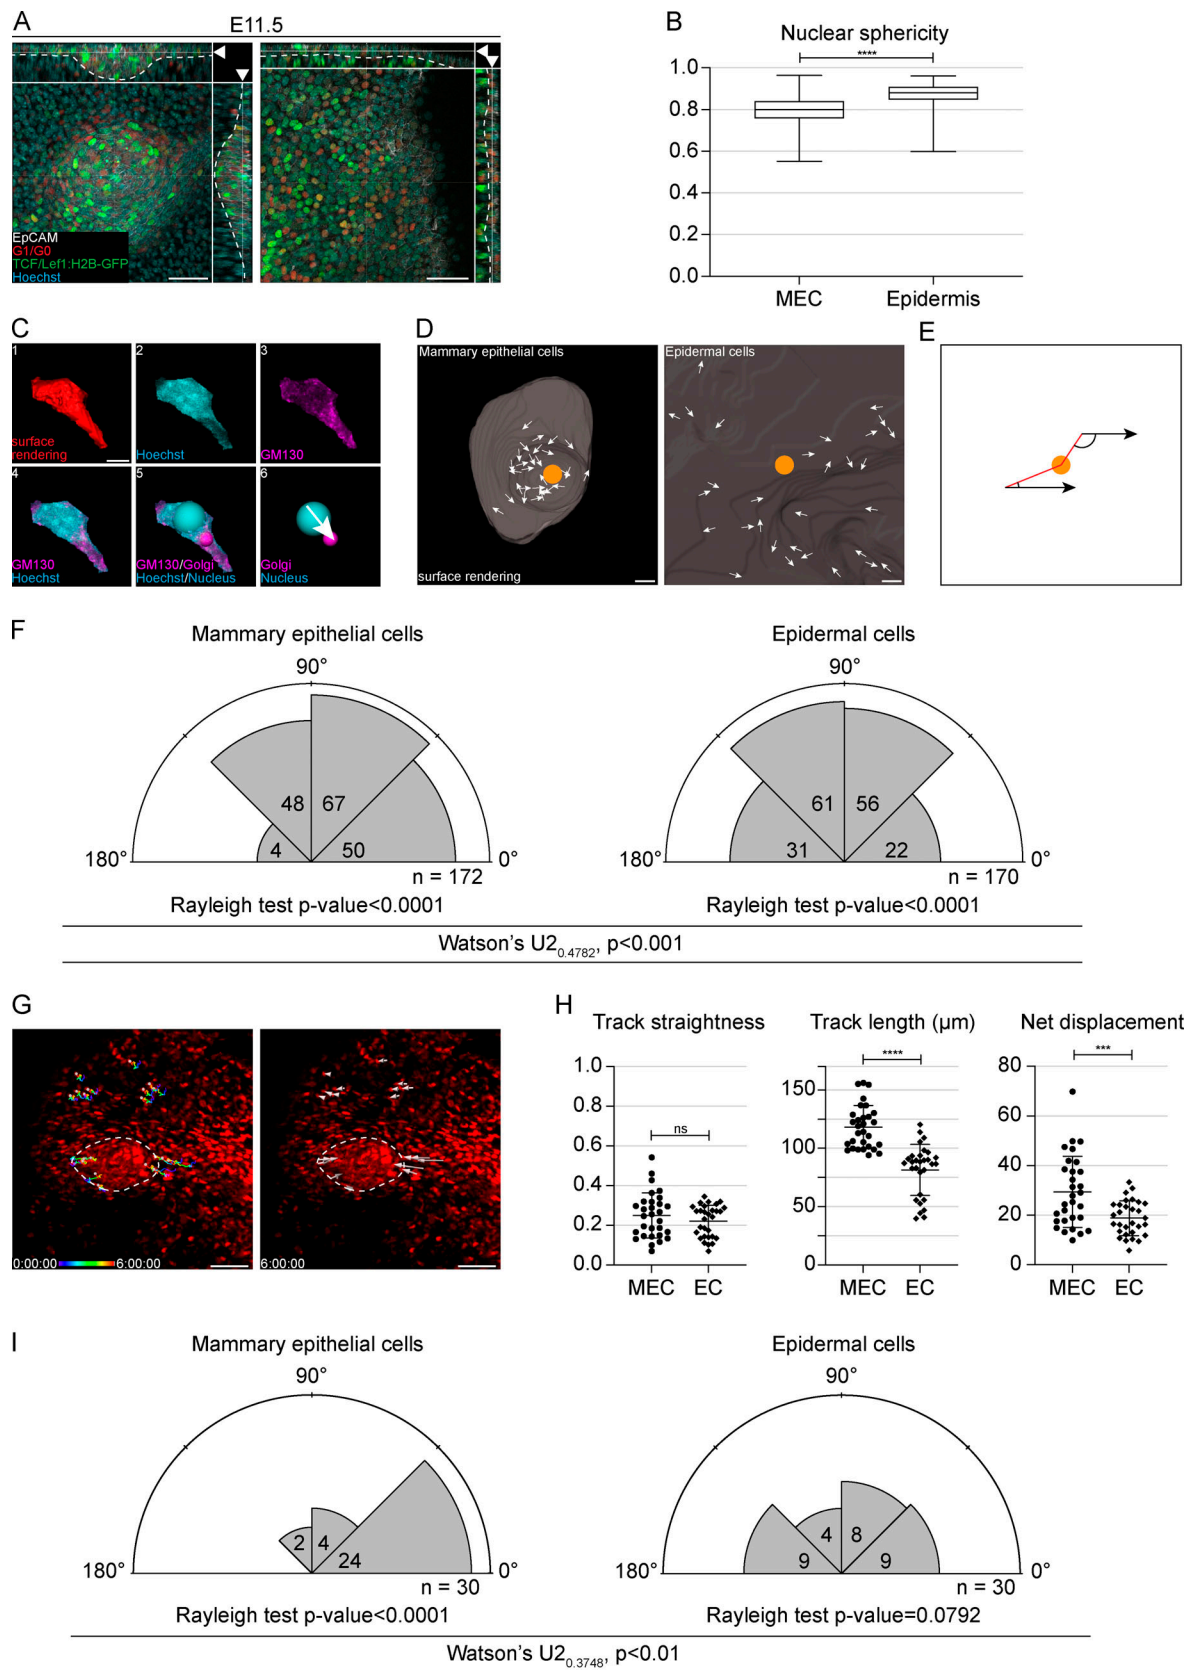 A
E11.5
EpCAM
G1/G0
TCF/Lef1:H2B-GFP
Hoechst
B
Nuclear sphericity
****
1.0
0.8
0.6
0.4
0.2
0.0
MEC
Epidermis
C
1
surface
rendering
2
Hoechst
3
GM130
4
GM130
Hoechst
5
GM130/Golgi
Hoechst/Nucleus
6
Golgi
Nucleus
D
Mammary epithelial cells
surface rendering
Epidermal cells
E
F
Mammary epithelial cells
90°
48
67
4
50
180°
0°
n = 172
Rayleigh test p-value<0.0001
Epidermal cells
90°
61
56
31
22
180°
0°
n = 170
Rayleigh test p-value<0.0001
Watson's U20.4782, p<0.001
G
0:00:00
6:00:00
6:00:00
H
Track straightness
1.0
0.8
0.6
0.4
0.2
0.0
ns
MEC
EC
Track length (µm)
****
150
100
50
0
MEC
EC
Net displacement
***
80
60
40
20
0
MEC
EC
I
Mammary epithelial cells
90°
2
4
24
180°
0°
n = 30
Rayleigh test p-value<0.0001
Epidermal cells
90°
4
8
9
9
180°
0°
n = 30
Rayleigh test p-value=0.0792
Watson's U20.3748, p<0.01